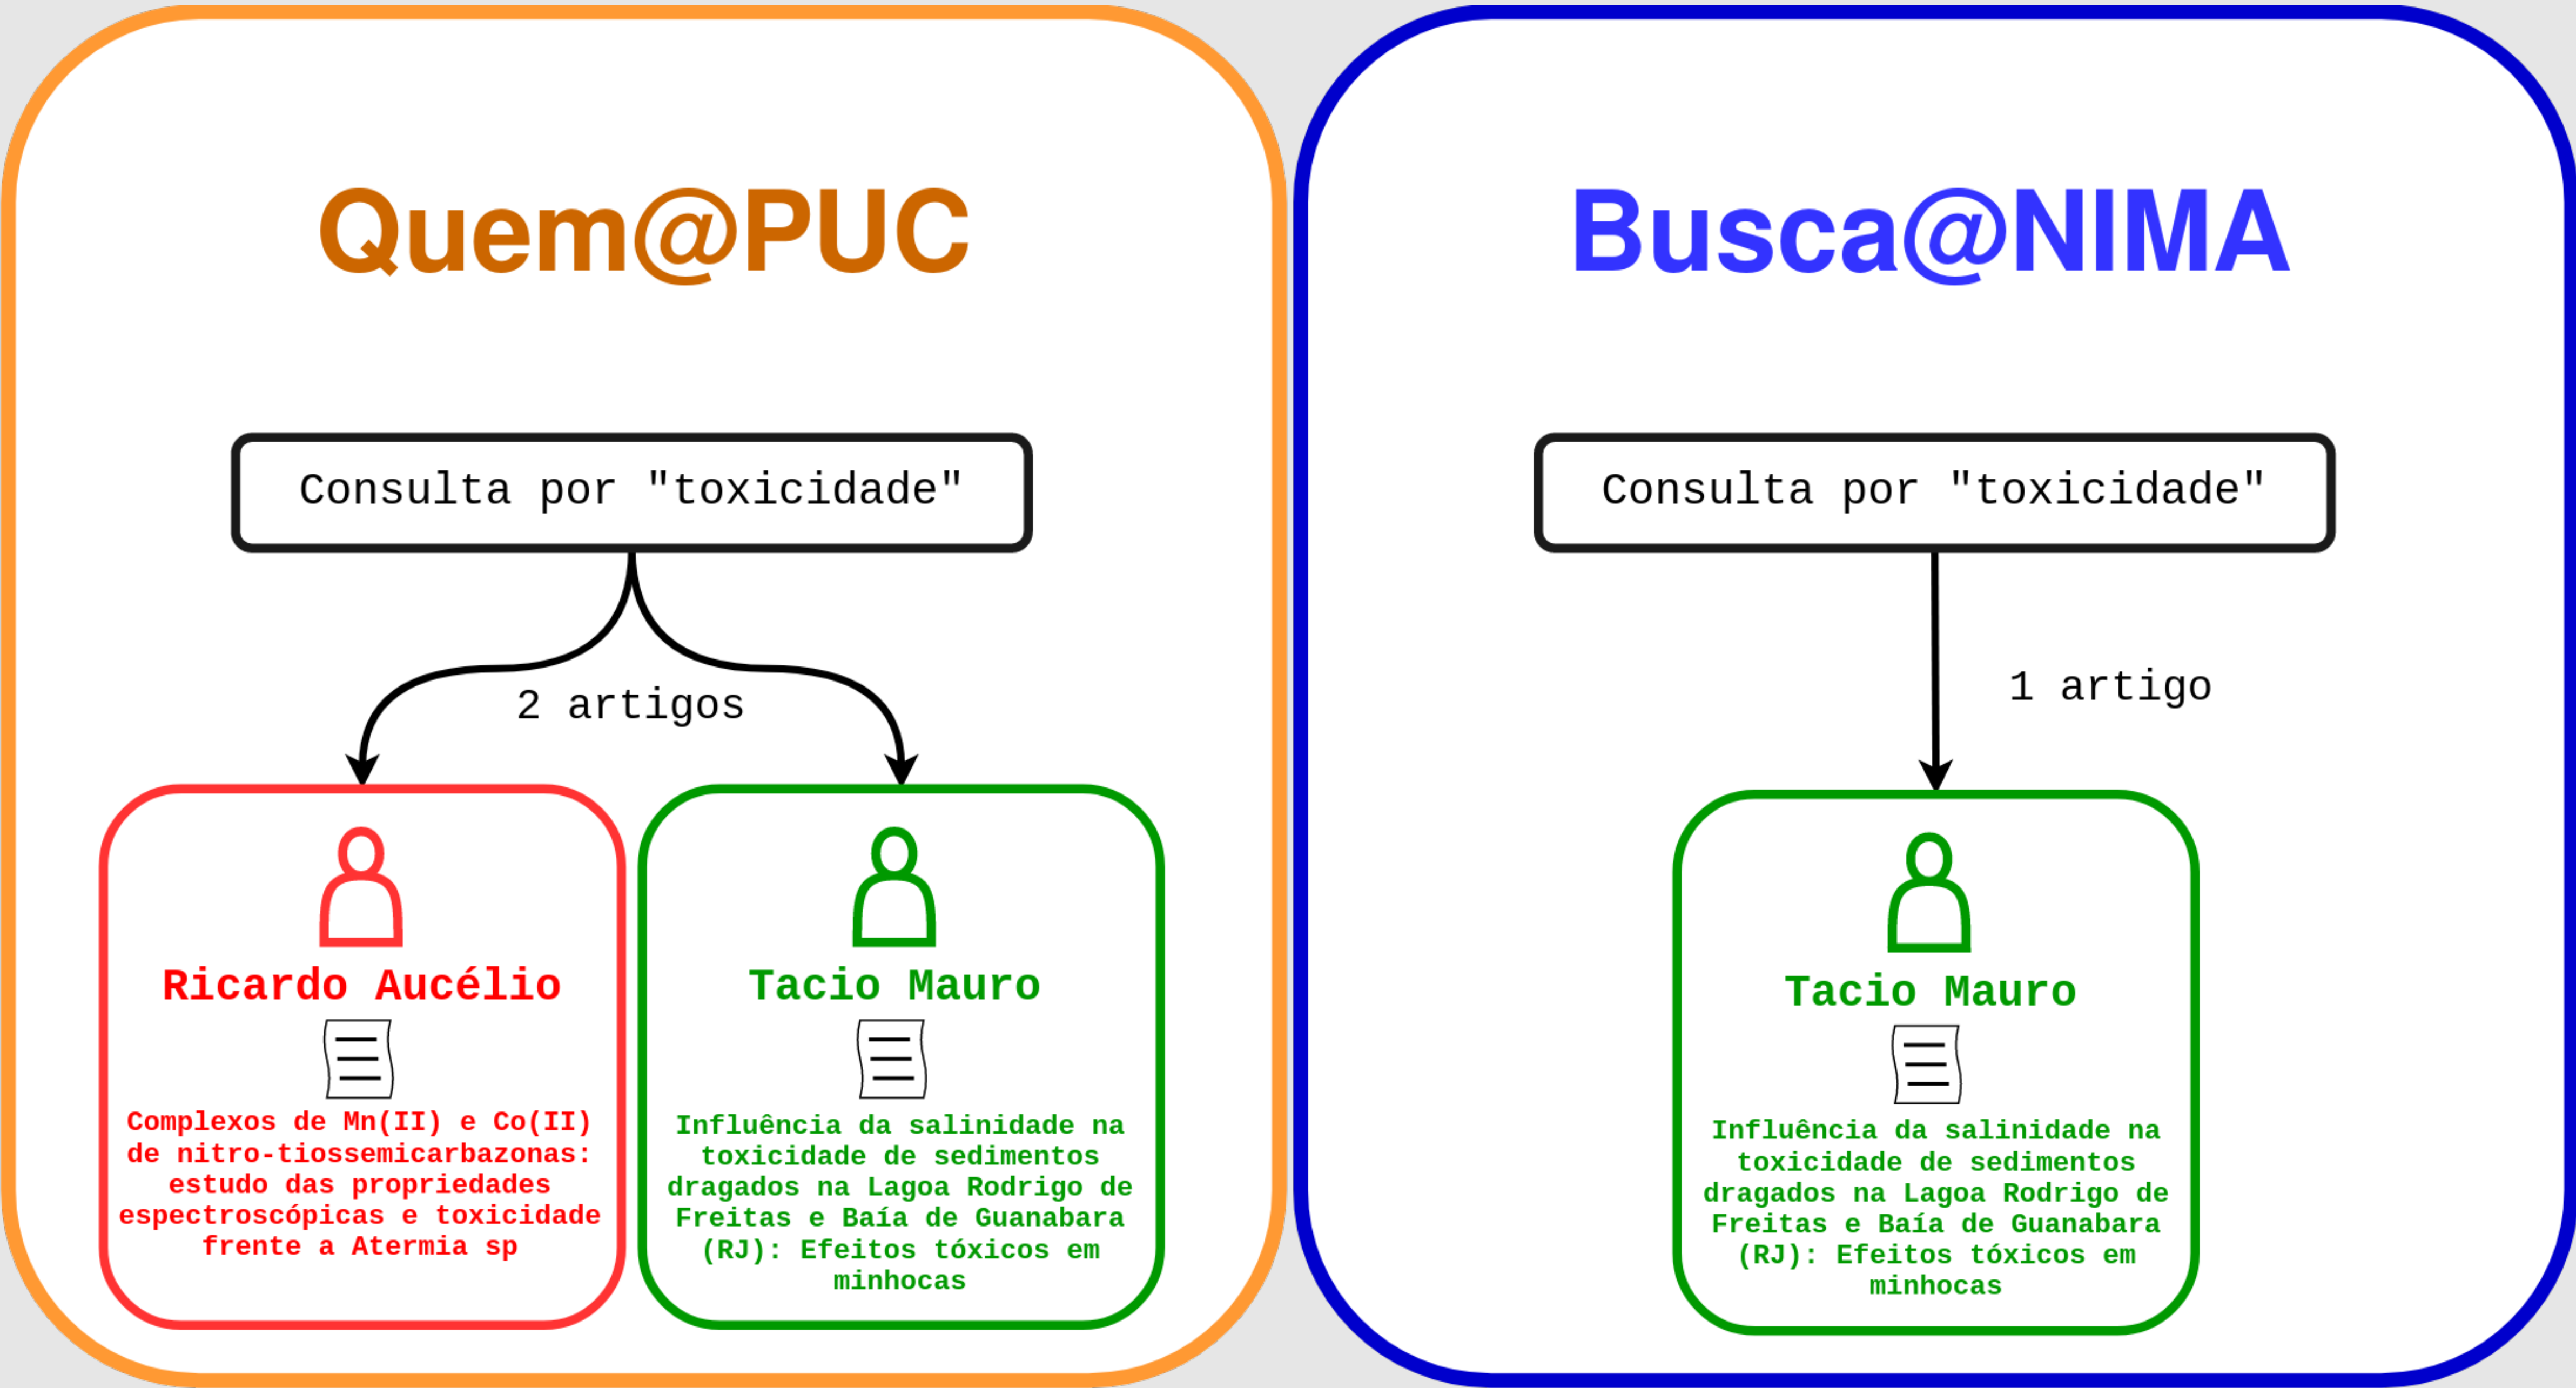 Quem@PUC
Consulta por "toxicidade"
2 artigos
Ricardo Aucélio
Complexos de Mn(II) e Co(II)
de nitro-tiossemicarbazonas:
estudo das propriedades
espectroscópicas e toxicidade
frente a Atermia sp
Tacio Mauro
Influência da salinidade na
toxicidade de sedimentos
dragados na Lagoa Rodrigo de
Freitas e Baía de Guanabara
(RJ): Efeitos tóxicos em
minhocas
Busca@NIMA
Consulta por "toxicidade"
1 artigo
Tacio Mauro
Influência da salinidade na
toxicidade de sedimentos
dragados na Lagoa Rodrigo de
Freitas e Baía de Guanabara
(RJ): Efeitos tóxicos em
minhocas